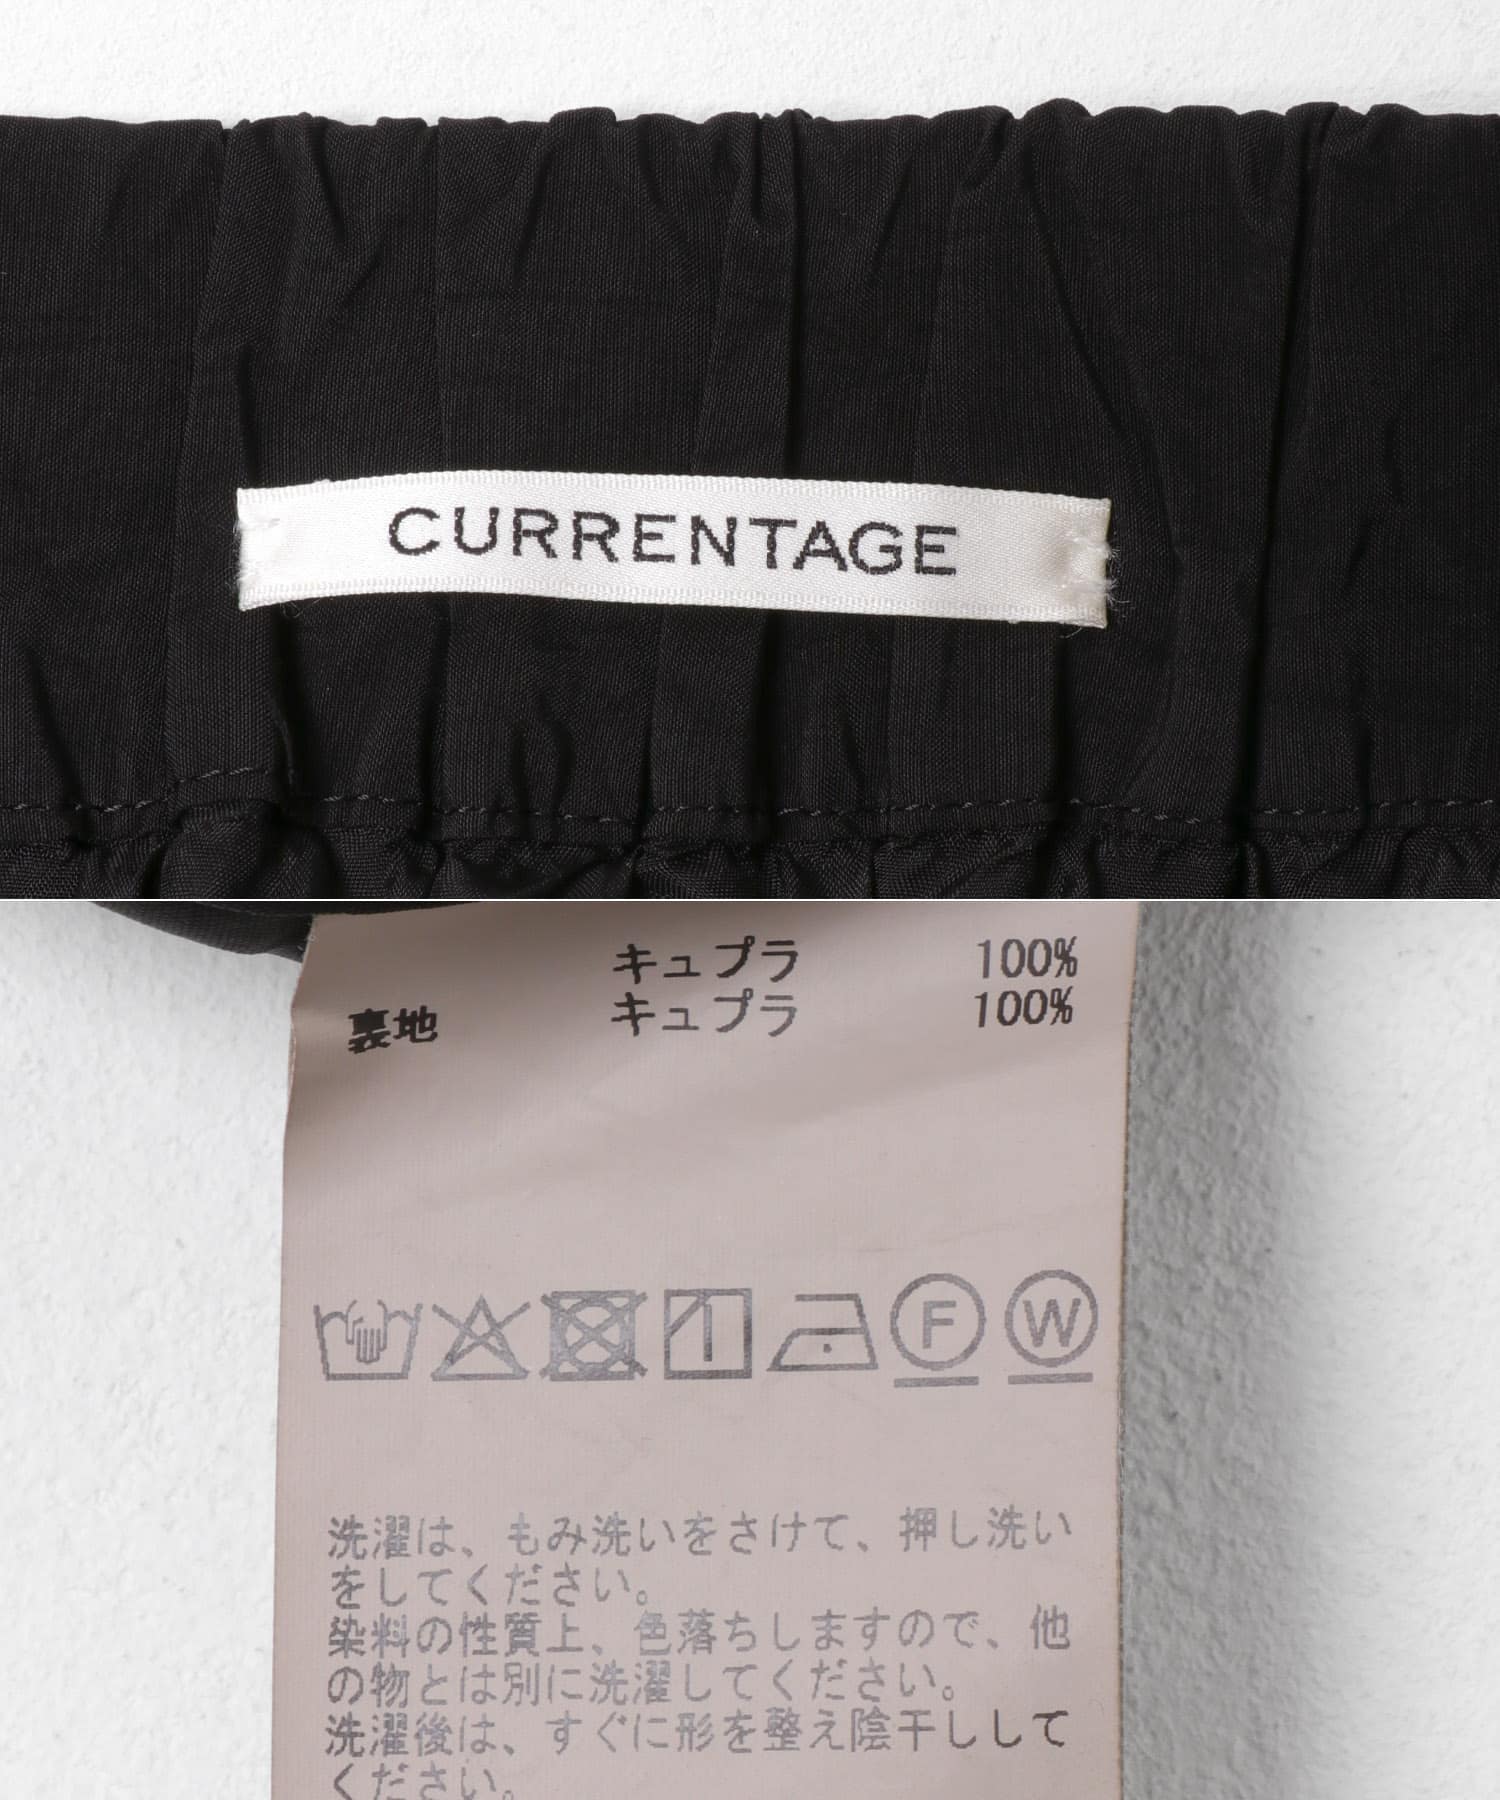 CURRENTAGE
キュプラ 100%
裏地 キュプラ 100%
F W
洗濯は、もみ洗いをさけて、押し洗い
をしてください。
染料の性質上、色落ちしますので、他
の物とは別に洗濯してください。
洗濯後は、すぐに形を整え陰干しして
ください。